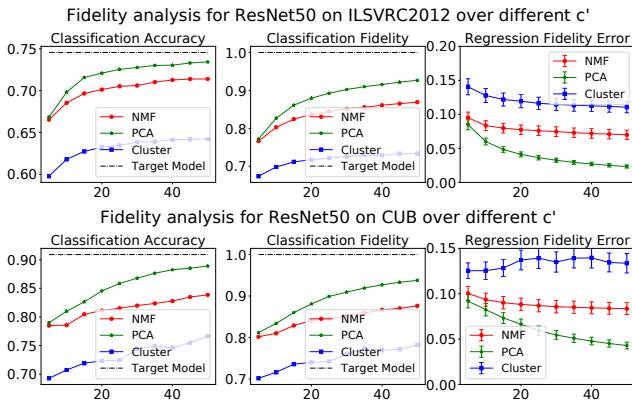 Fidelity analysis for ResNet50 on ILSVRC2012 over different c'
Classification Accuracy
Classification Fidelity
Regression Fidelity Error
0.75
0.70
0.65
0.60
20
40
NMF
PCA
Cluster
Target Model
1.0
0.9
0.8
0.7
20
40
NMF
PCA
Cluster
Target Model
0.20
0.15
0.10
0.05
0.00
20
40
NMF
PCA
Cluster
Fidelity analysis for ResNet50 on CUB over different c'
Classification Accuracy
Classification Fidelity
Regression Fidelity Error
0.90
0.85
0.80
0.75
0.70
20
40
NMF
PCA
Cluster
Target Model
1.0
0.9
0.8
0.7
20
40
NMF
PCA
Cluster
Target Model
0.15
0.10
0.05
0.00
20
40
NMF
PCA
Cluster